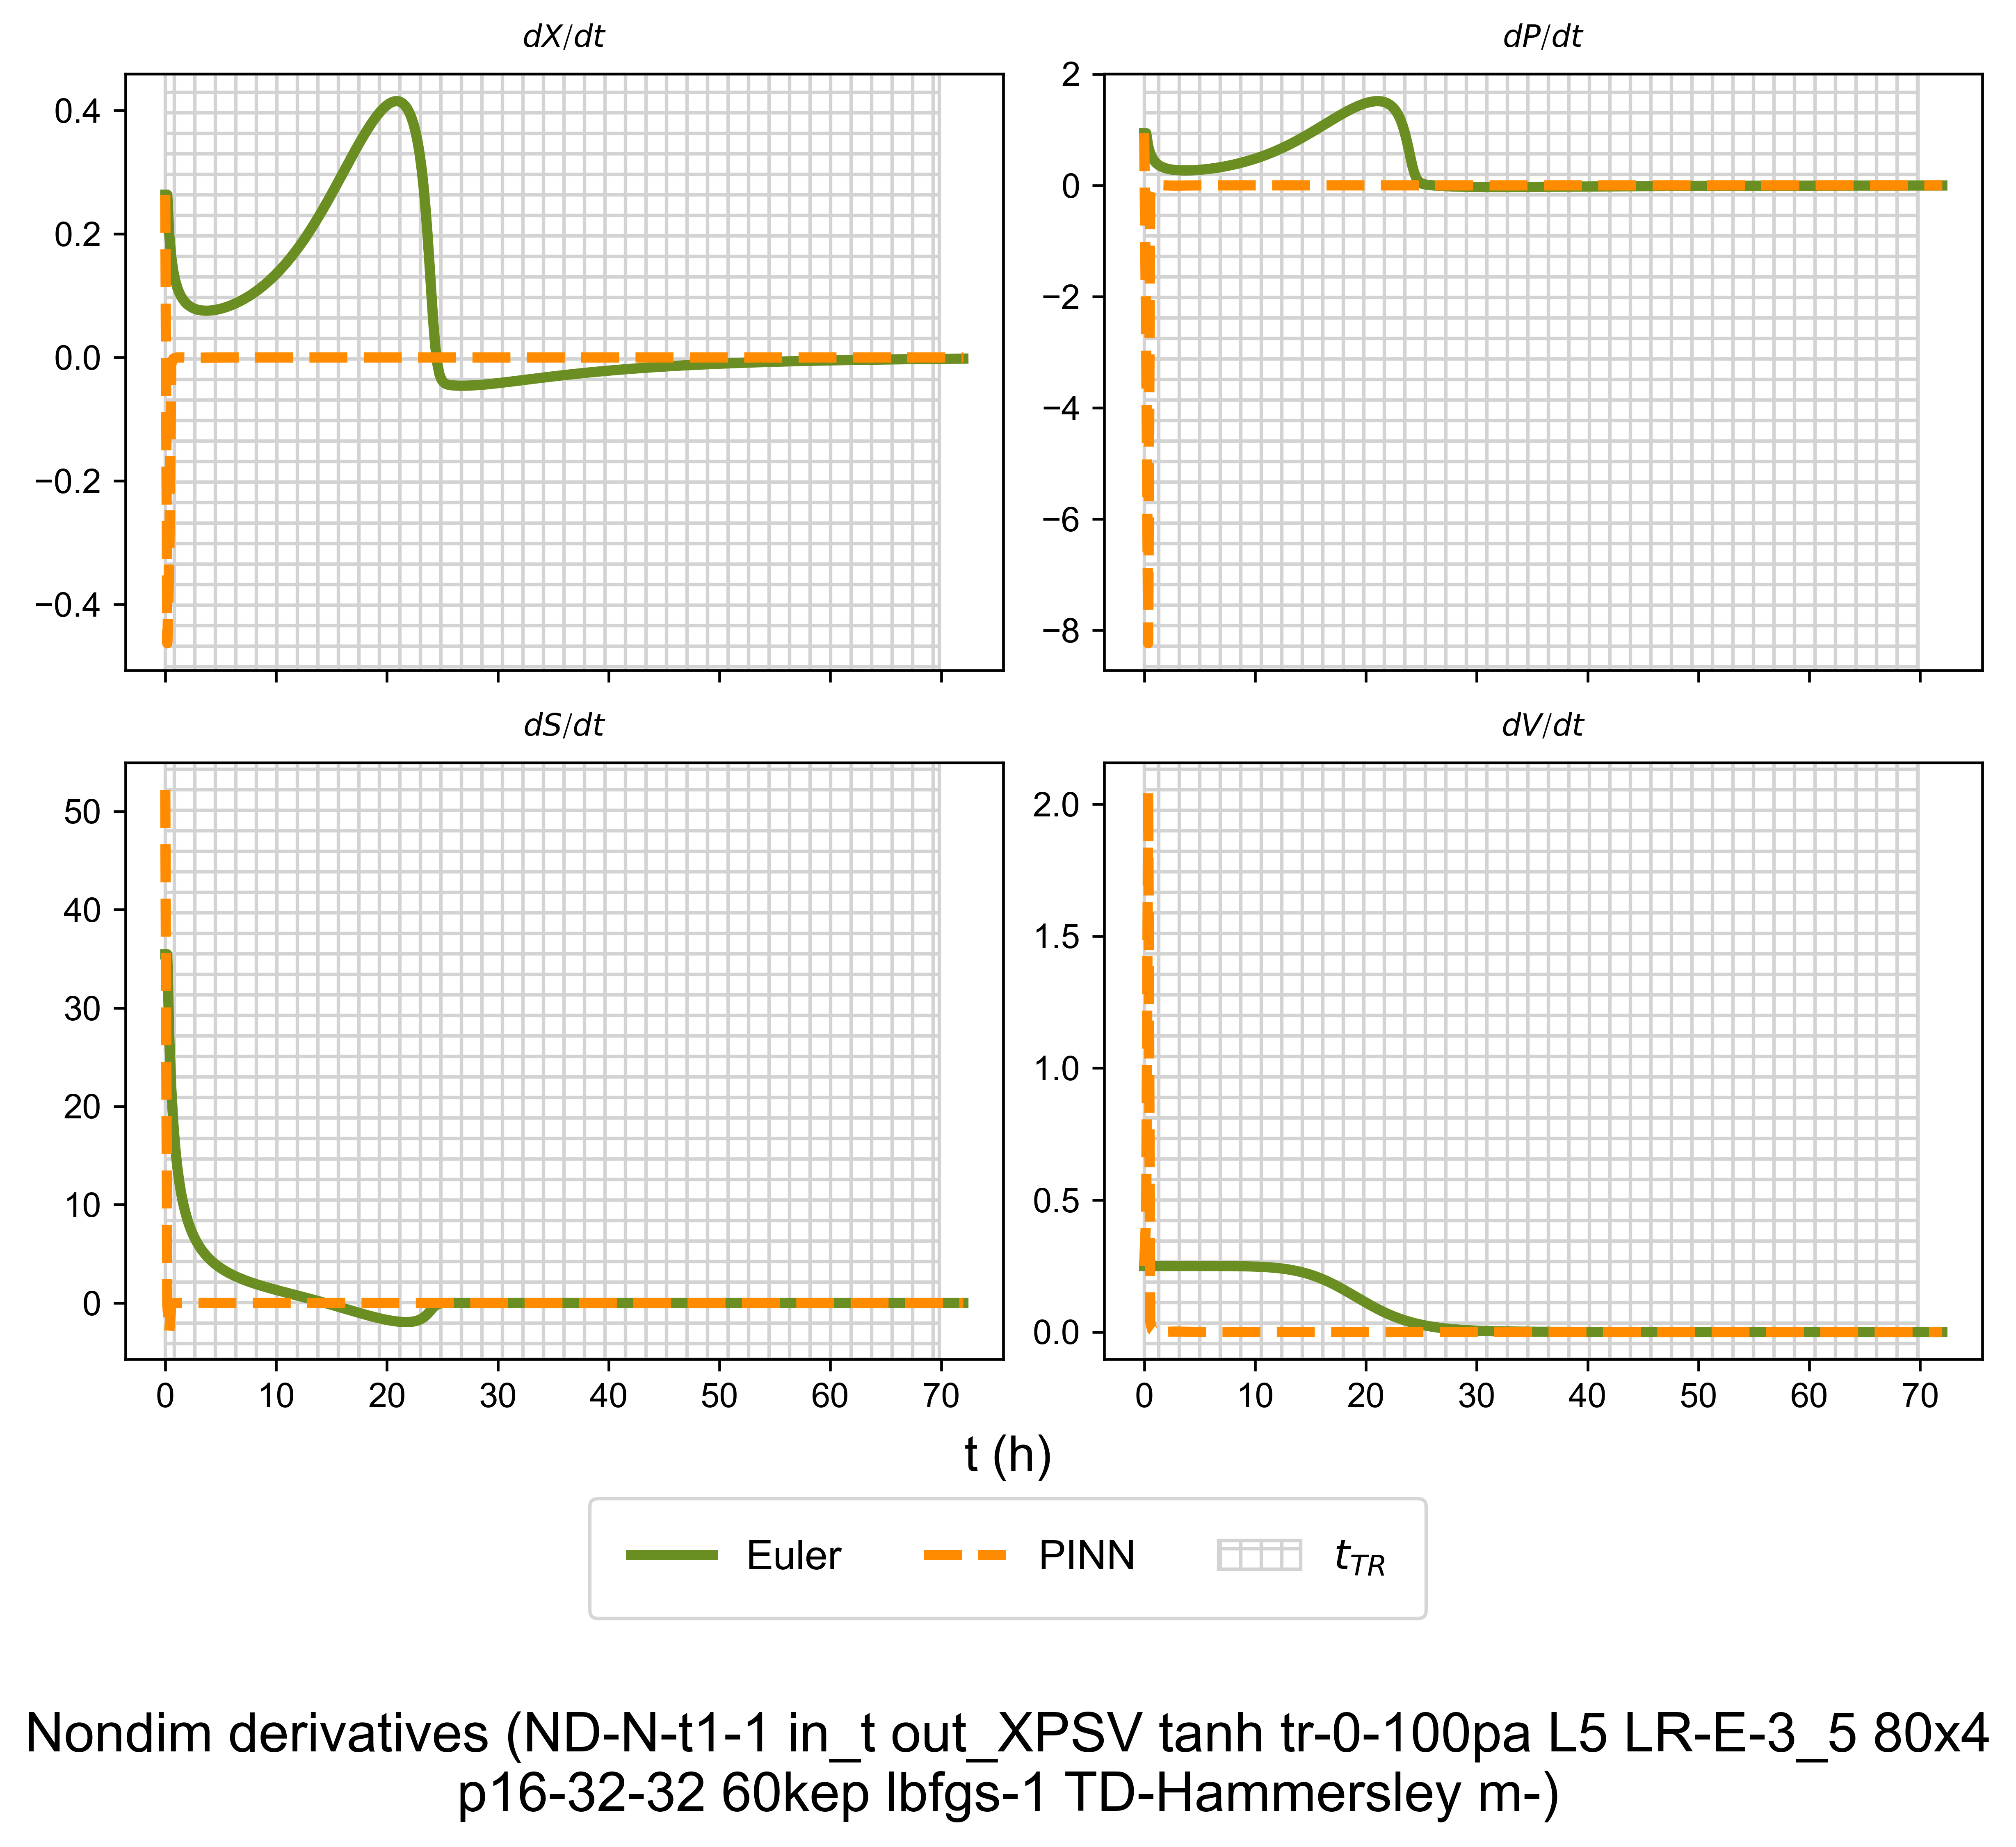 dX/dt
dP/dt
0.4
0.2
0.0
−0.2
−0.4
2
0
−2
−4
−6
−8
dS/dt
dV/dt
50
40
30
20
10
0
2.0
1.5
1.0
0.5
0.0
0 10 20 30 40 50 60 70
0 10 20 30 40 50 60 70
t (h)
Euler PINN t_{TR}
Nondim derivatives (ND-N-t1-1 in_t out_XPSV tanh tr-0-100pa L5 LR-E-3_5 80x4
p16-32-32 60kep lbfgs-1 TD-Hammersley m-)